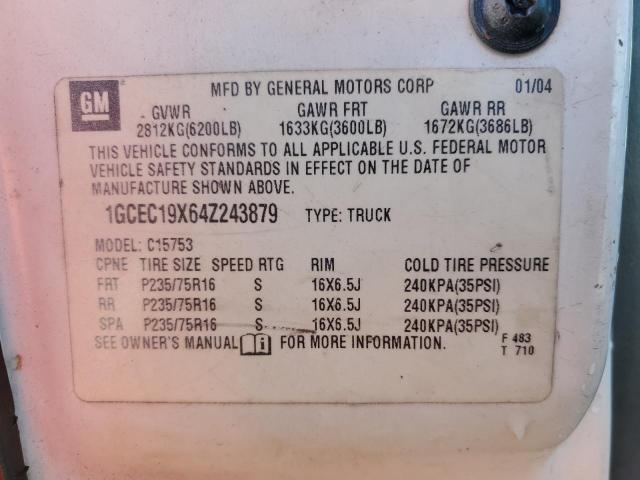 MFD BY GENERAL MOTORS CORP 01/04
GM
GVWR GAWR FRT GAWR RR
2812KG(6200LB) 1633KG(3600LB) 1672KG(3686LB)
THIS VEHICLE CONFORMS TO ALL APPLICABLE U.S. FEDERAL MOTOR
VEHICLE SAFETY STANDARDS IN EFFECT ON THE DATE OF
MANUFACTURE SHOWN ABOVE.
1GCEC19X64Z243879 TYPE: TRUCK
MODEL: C15753
CPNE TIRE SIZE SPEED RTG RIM COLD TIRE PRESSURE
FRT P235/75R16 S 16X6.5J 240KPA(35PSI)
RR P235/75R16 S 16X6.5J 240KPA(35PSI)
SPA P235/75R16 S 16X6.5J 240KPA(35PSI)
SEE OWNER'S MANUAL i FOR MORE INFORMATION.
F 483
T 710